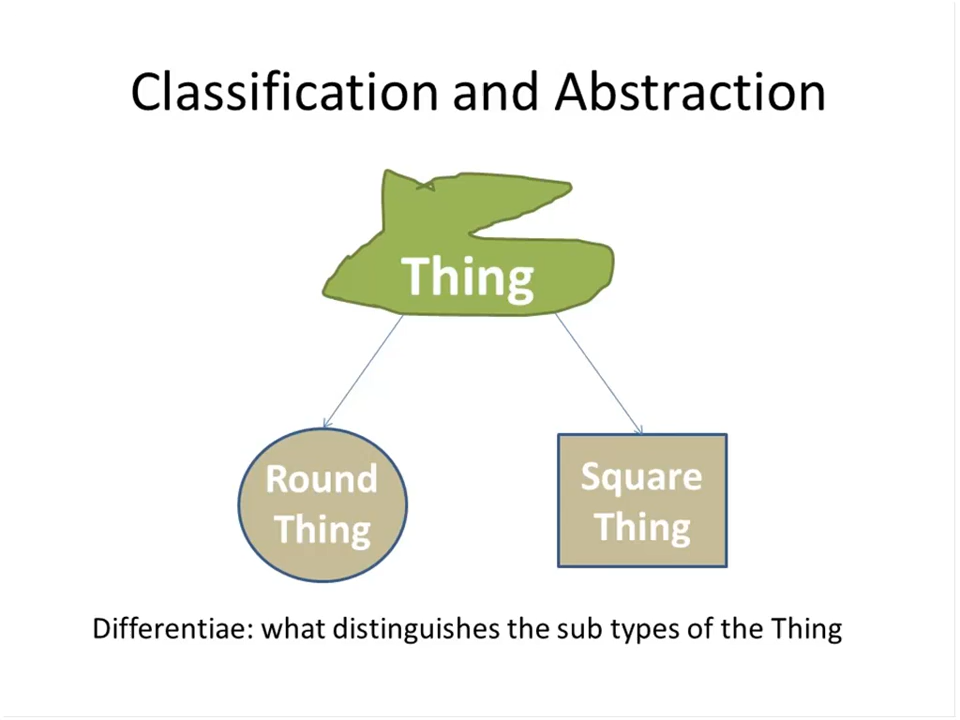 Classification and Abstraction
Thing
Round
Thing
Square
Thing
Differentiae: what distinguishes the sub types of the Thing